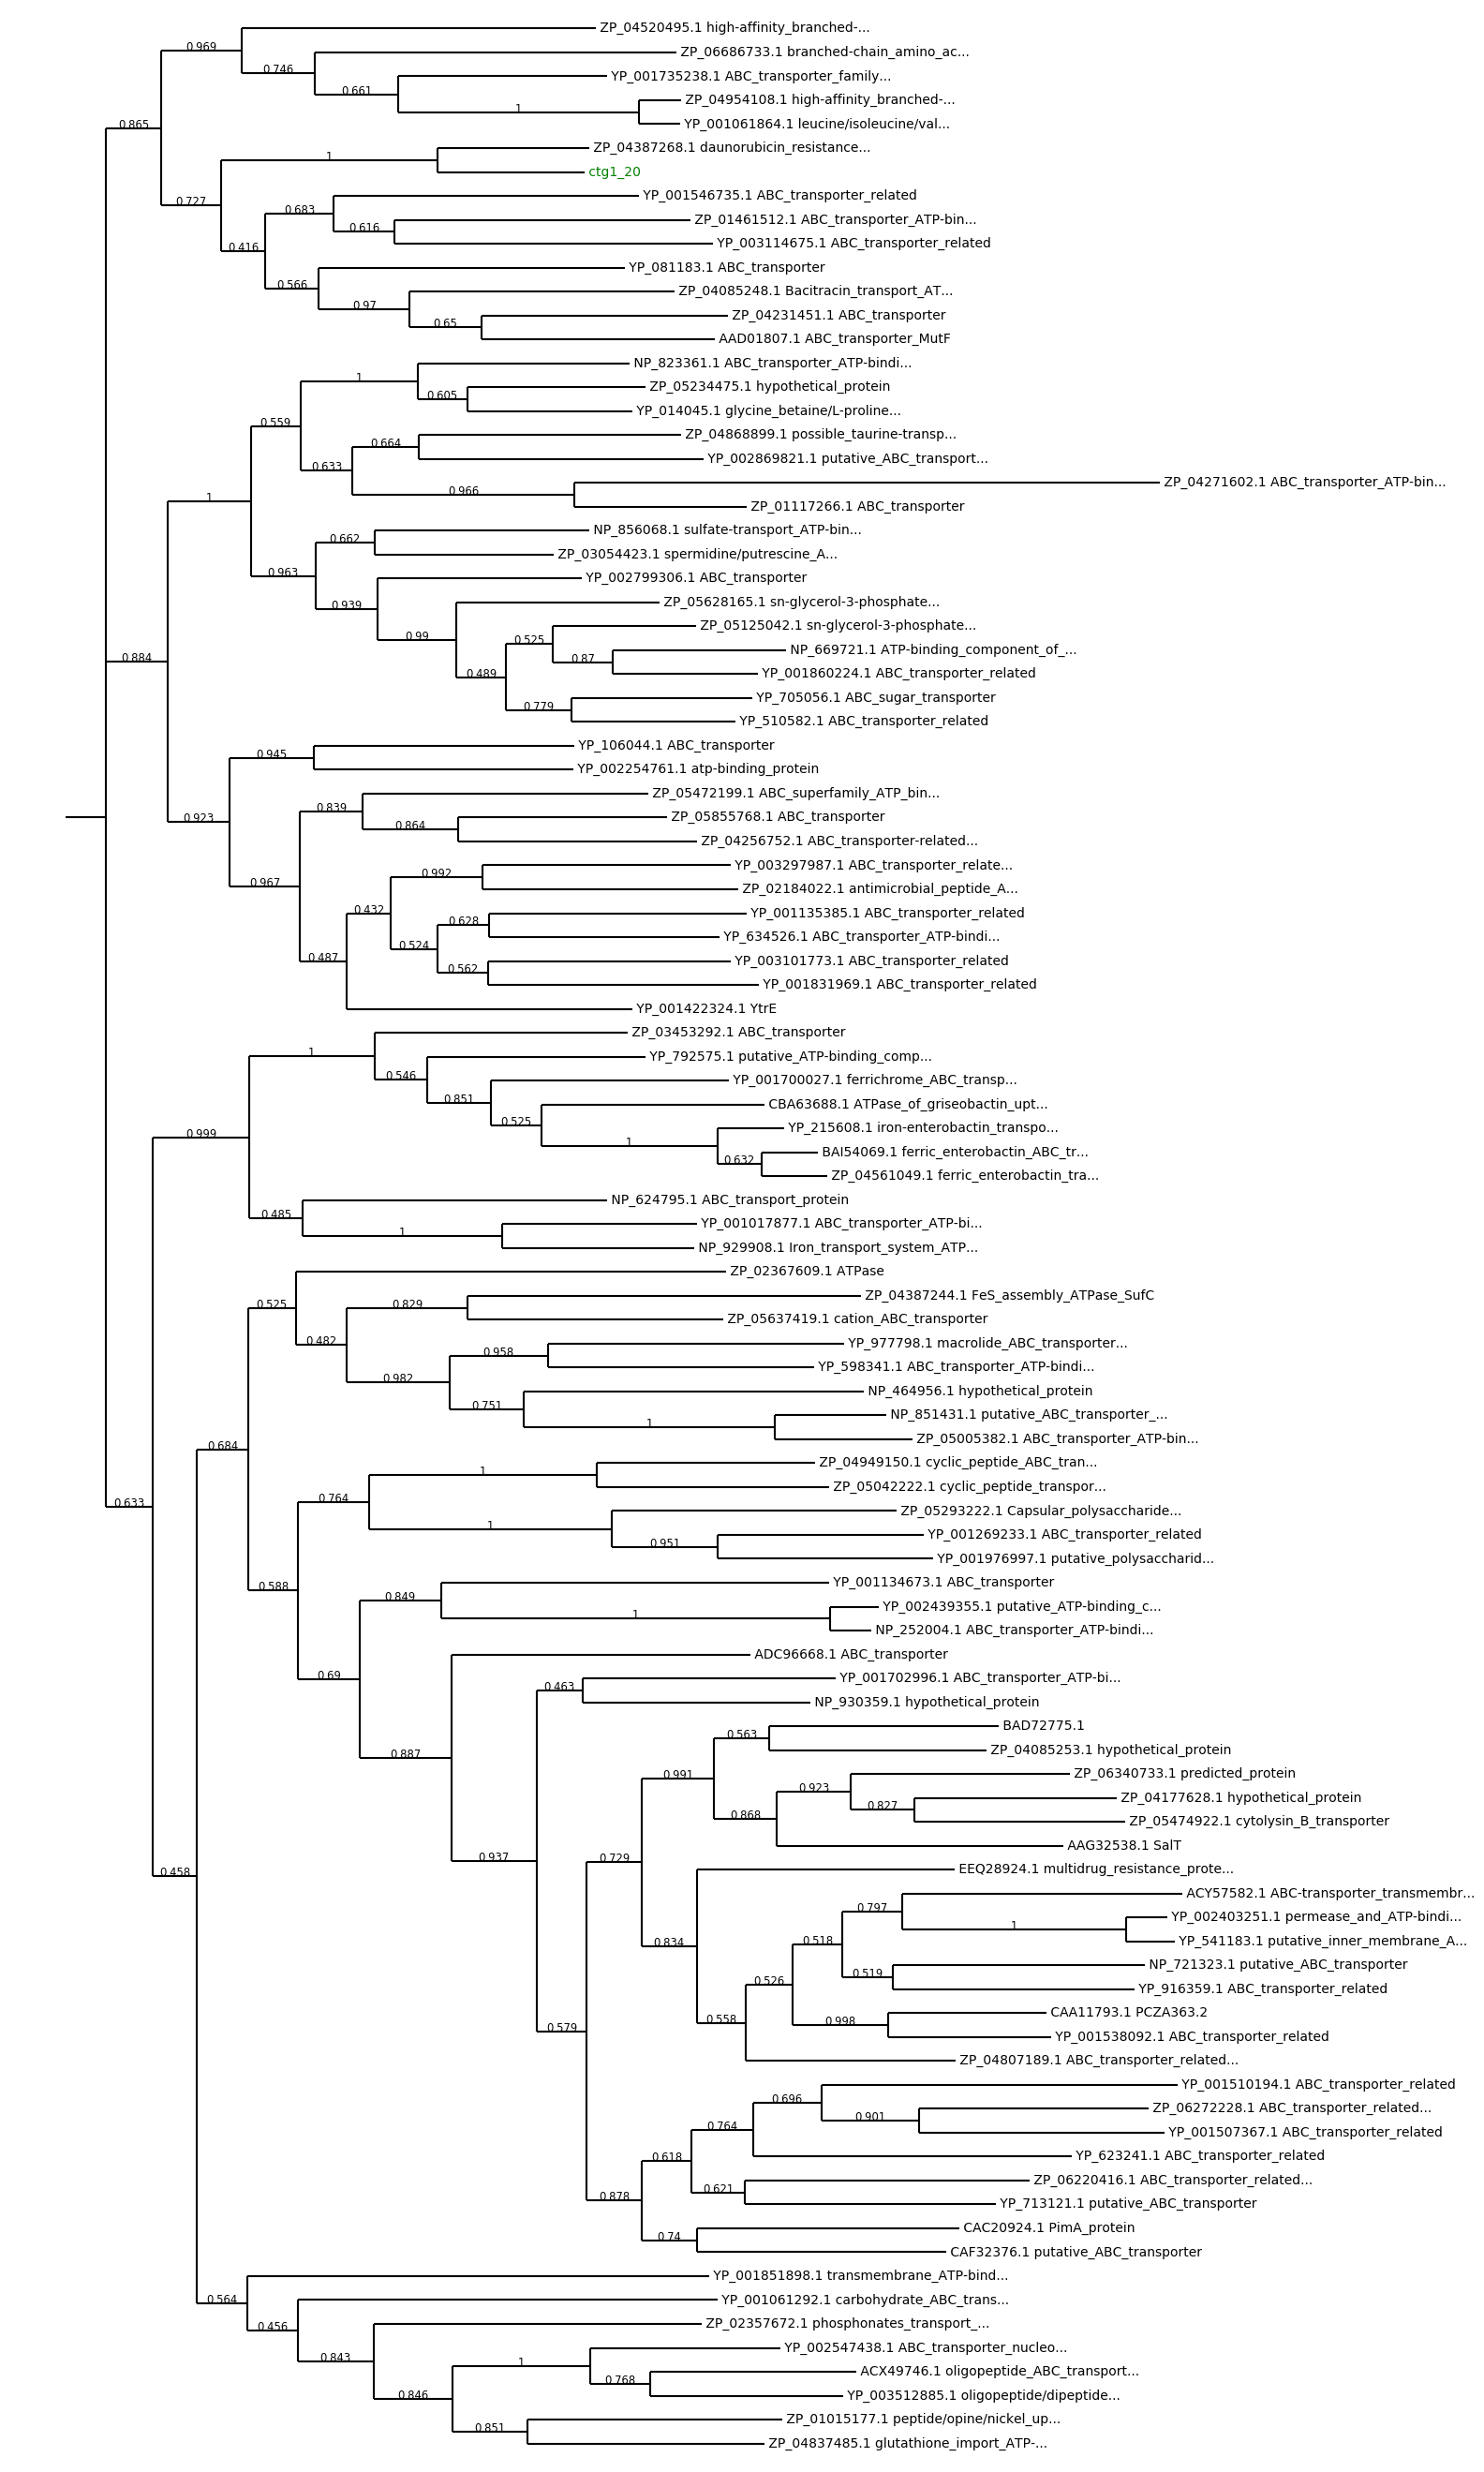 ZP_04520495.1 high-affinity_branched-...
0.969
ZP_06686733.1 branched-chain_amino_ac...
0.746
YP_001735238.1 ABC_transporter_family...
0.661
ZP_04954108.1 high-affinity_branched-...
1
YP_001061864.1 leucine/isoleucine/val...
0.865
ZP_04387268.1 daunorubicin_resistance...
1
ctg1_20
YP_001546735.1 ABC_transporter_related
0.727
0.683
ZP_01461512.1 ABC_transporter_ATP-bin...
0.616
YP_003114675.1 ABC_transporter_related
0.416
YP_081183.1 ABC_transporter
0.566
ZP_04085248.1 Bacitracin_transport_AT...
0.97
ZP_04231451.1 ABC_transporter
0.65
AAD01807.1 ABC_transporter_MutF
NP_823361.1 ABC_transporter_ATP-bindi...
1
ZP_05234475.1 hypothetical_protein
0.605
YP_014045.1 glycine_betaine/L-proline...
0.559
ZP_04868899.1 possible_taurine-transp...
0.664
YP_002869821.1 putative_ABC_transport...
0.633
ZP_04271602.1 ABC_transporter_ATP-bin...
0.966
1
ZP_01117266.1 ABC_transporter
NP_856068.1 sulfate-transport_ATP-bin...
0.662
ZP_03054423.1 spermidine/putrescine_A...
0.963
YP_002799306.1 ABC_transporter
0.939
ZP_05628165.1 sn-glycerol-3-phosphate...
0.99
ZP_05125042.1 sn-glycerol-3-phosphate...
0.525
NP_669721.1 ATP-binding_component_of_...
0.87
0.884
YP_001860224.1 ABC_transporter_related
0.489
YP_705056.1 ABC_sugar_transporter
0.779
YP_510582.1 ABC_transporter_related
YP_106044.1 ABC_transporter
0.945
YP_002254761.1 atp-binding_protein
ZP_05472199.1 ABC_superfamily_ATP_bin...
0.839
0.923
ZP_05855768.1 ABC_transporter
0.864
ZP_04256752.1 ABC_transporter-related...
YP_003297987.1 ABC_transporter_relate...
0.992
0.967
ZP_02184022.1 antimicrobial_peptide_A...
0.432
YP_001135385.1 ABC_transporter_related
0.628
YP_634526.1 ABC_transporter_ATP-bindi...
0.524
0.487
YP_003101773.1 ABC_transporter_related
0.562
YP_001831969.1 ABC_transporter_related
YP_001422324.1 YtrE
ZP_03453292.1 ABC_transporter
1
YP_792575.1 putative_ATP-binding_comp...
0.546
YP_001700027.1 ferrichrome_ABC_transp...
0.851
CBA63688.1 ATPase_of_griseobactin_upt...
0.525
YP_215608.1 iron-enterobactin_transpo...
0.999
1
BAI54069.1 ferric_enterobactin_ABC_tr...
0.632
ZP_04561049.1 ferric_enterobactin_tra...
NP_624795.1 ABC_transport_protein
0.485
YP_001017877.1 ABC_transporter_ATP-bi...
1
NP_929908.1 Iron_transport_system_ATP...
ZP_02367609.1 ATPase
ZP_04387244.1 FeS_assembly_ATPase_SufC
0.525
0.829
ZP_05637419.1 cation_ABC_transporter
0.482
YP_977798.1 macrolide_ABC_transporter...
0.958
YP_598341.1 ABC_transporter_ATP-bindi...
0.982
NP_464956.1 hypothetical_protein
0.751
NP_851431.1 putative_ABC_transporter_...
1
ZP_05005382.1 ABC_transporter_ATP-bin...
0.684
ZP_04949150.1 cyclic_peptide_ABC_tran...
1
ZP_05042222.1 cyclic_peptide_transpor...
0.764
0.633
ZP_05293222.1 Capsular_polysaccharide...
1
YP_001269233.1 ABC_transporter_related
0.951
YP_001976997.1 putative_polysaccharid...
0.588
YP_001134673.1 ABC_transporter
0.849
YP_002439355.1 putative_ATP-binding_c...
1
NP_252004.1 ABC_transporter_ATP-bindi...
ADC96668.1 ABC_transporter
0.69
YP_001702996.1 ABC_transporter_ATP-bi...
0.463
NP_930359.1 hypothetical_protein
BAD72775.1
0.563
ZP_04085253.1 hypothetical_protein
0.887
0.991
ZP_06340733.1 predicted_protein
0.923
ZP_04177628.1 hypothetical_protein
0.827
0.868
ZP_05474922.1 cytolysin_B_transporter
AAG32538.1 SalT
0.937
0.729
EEQ28924.1 multidrug_resistance_prote...
0.458
ACY57582.1 ABC-transporter_transmembr...
0.797
YP_002403251.1 permease_and_ATP-bindi...
1
YP_541183.1 putative_inner_membrane_A...
0.834
0.518
NP_721323.1 putative_ABC_transporter
0.519
0.526
YP_916359.1 ABC_transporter_related
CAA11793.1 PCZA363.2
0.558
0.998
0.579
YP_001538092.1 ABC_transporter_related
ZP_04807189.1 ABC_transporter_related...
YP_001510194.1 ABC_transporter_related
0.696
ZP_06272228.1 ABC_transporter_related...
0.901
0.764
YP_001507367.1 ABC_transporter_related
YP_623241.1 ABC_transporter_related
0.618
ZP_06220416.1 ABC_transporter_related...
0.621
0.878
YP_713121.1 putative_ABC_transporter
CAC20924.1 PimA_protein
0.74
CAF32376.1 putative_ABC_transporter
YP_001851898.1 transmembrane_ATP-bind...
0.564
YP_001061292.1 carbohydrate_ABC_trans...
0.456
ZP_02357672.1 phosphonates_transport_...
0.843
YP_002547438.1 ABC_transporter_nucleo...
1
ACX49746.1 oligopeptide_ABC_transport...
0.768
0.846
YP_003512885.1 oligopeptide/dipeptide...
ZP_01015177.1 peptide/opine/nickel_up...
0.851
ZP_04837485.1 glutathione_import_ATP-...